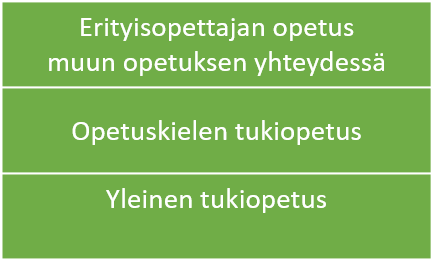 Erityisopettajan opetus
muun opetuksen yhteydessä
Opetuskielen tukiopetus
Yleinen tukiopetus